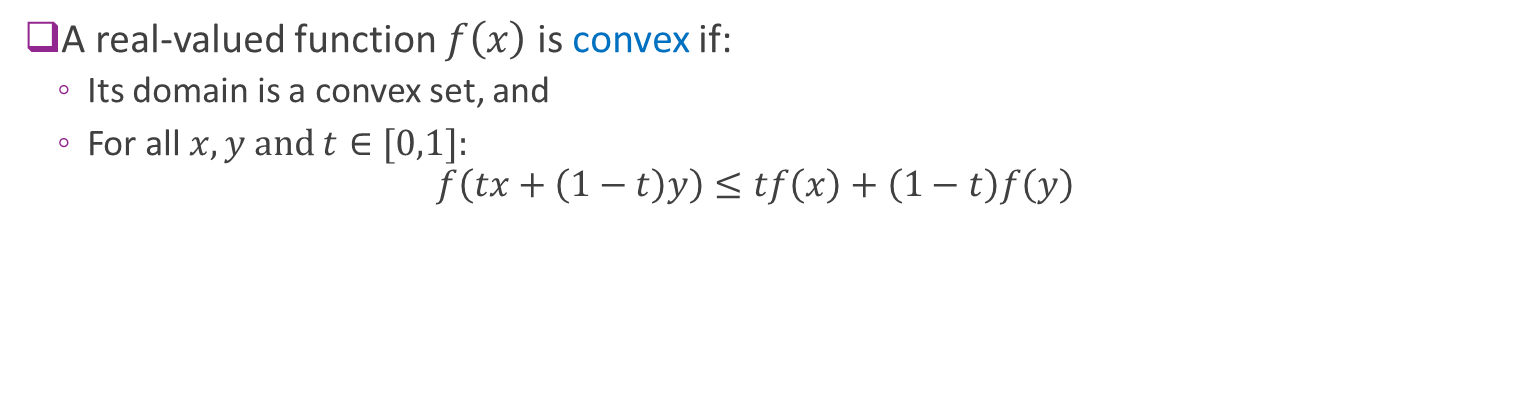 ❑A real-valued function 𝑓(𝑥) is convex if:
◦ Its domain is a convex set, and
◦ For all 𝑥, 𝑦 and 𝑡 ∈ [0,1]:
𝑓(𝑡𝑥 + (1 − 𝑡)𝑦) ≤ 𝑡𝑓(𝑥) + (1 − 𝑡)𝑓(𝑦)